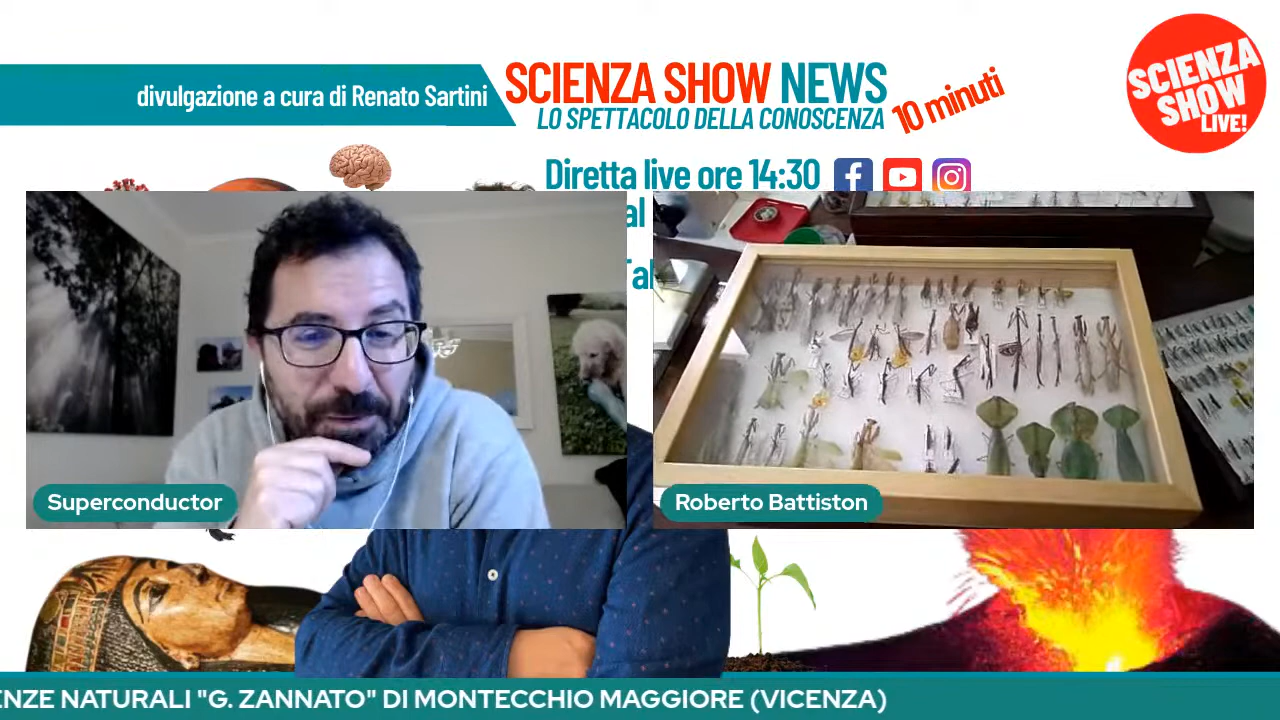 divulgazione a cura di Renato Sartini
SCIENZA SHOW NEWS
LO SPETTACOLO DELLA CONOSCENZA
10 minuti
SCIENZA
SHOW
LIVE!
Diretta live ore 14:30
al
Superconductor
Roberto Battiston
NATURALI "G. ZANNATO" DI MONTECCHIO MAGGIORE (VICENZA)